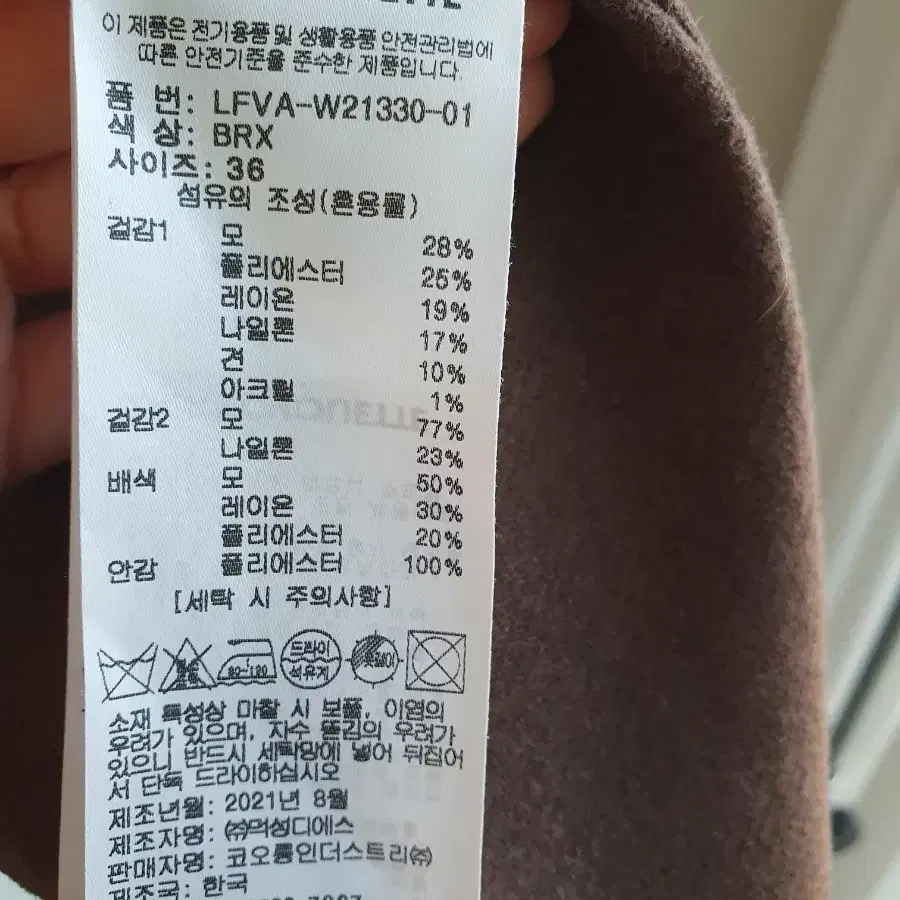 이 제품은 전기용품 및 생활용품 안전관리법에
따른 안전기준을 준수한 제품입니다.
품 번: LFVA-W21330-01
색 상: BRX
사이즈: 36
섬유의 조성(혼용률)
겉감1 모 28%
폴리에스터 25%
레이온 19%
나일론 17%
견 10%
아크릴 1%
겉감2 모 77%
나일론 23%
배색 모 50%
레이온 30%
폴리에스터 20%
안감 폴리에스터 100%
[세탁 시 주의사항]
80~120
드라이
석유계
소재 특성상 마찰 시 보풀, 이염의
우려가 있으며, 자수 뜯김의 우려가
있으니 반드시 세탁망에 넣어 뒤집어
서 단독 드라이하십시오
제조년월: 2021년 8월
제조자명: ㈜덕성디에스
판매자명: 코오롱인더스트리㈜
제조국: 한국